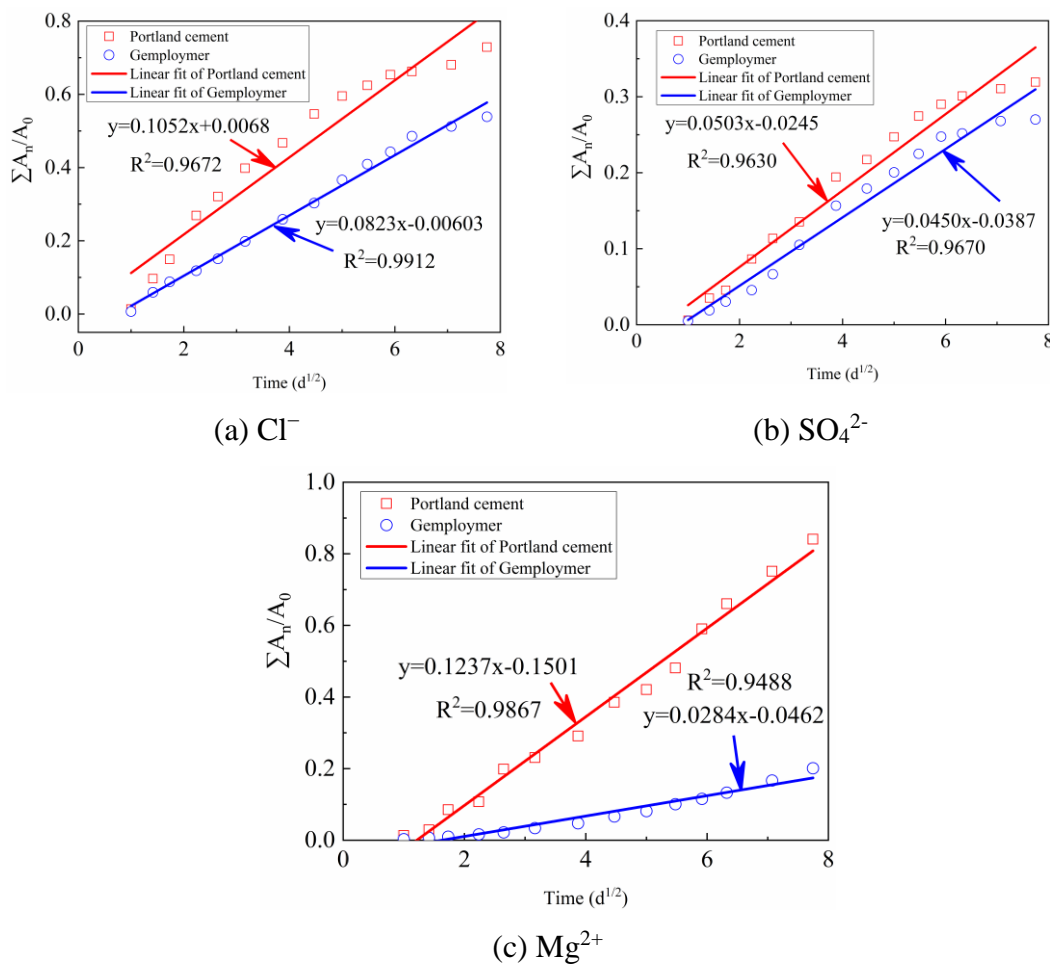 0.8
0.6
0.4
0.2
0.0
∑Aₙ/A₀
Portland cement
Gemploymer
Linear fit of Portland cement
Linear fit of Gemploymer
y=0.1052x+0.0068
R²=0.9672
y=0.0823x-0.00603
R²=0.9912
0 2 4 6 8
Time (d^1/2)
(a) Cl⁻
0.4
0.3
0.2
0.1
0.0
∑Aₙ/A₀
Portland cement
Gemploymer
Linear fit of Portland cement
Linear fit of Gemploymer
y=0.0503x-0.0245
R²=0.9630
y=0.0450x-0.0387
R²=0.9670
0 2 4 6 8
Time (d^1/2)
(b) SO₄²⁻
1.0
0.8
0.6
0.4
0.2
0.0
∑Aₙ/A₀
Portland cement
Gemploymer
Linear fit of Portland cement
Linear fit of Gemploymer
y=0.1237x-0.1501
R²=0.9867
R²=0.9488
y=0.0284x-0.0462
0 2 4 6 8
Time (d^1/2)
(c) Mg²⁺